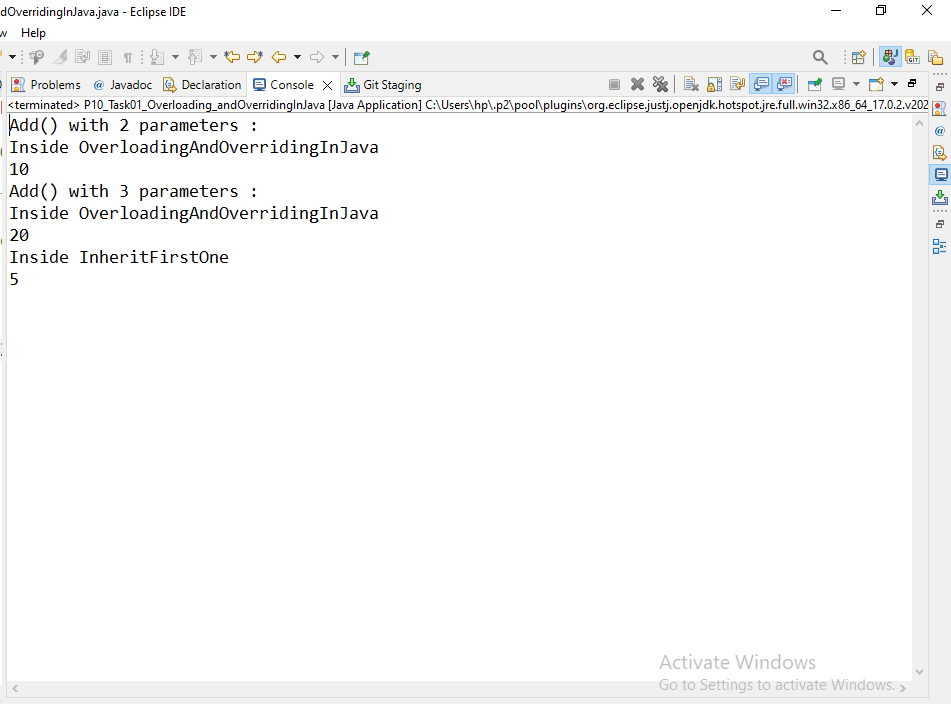 dOverridingInJava.java - Eclipse IDE
w Help
Problems @ Javadoc Declaration Console Git Staging
<terminated> P10_Task01_Overloading_andOverridingInJava [Java Application] C:\Users\hp\.p2\pool\plugins\org.eclipse.justj.openjdk.hotspot.jre.full.win32.x86_64_17.0.2.v202
Add() with 2 parameters :
Inside OverloadingAndOverridingInJava
10
Add() with 3 parameters :
Inside OverloadingAndOverridingInJava
20
Inside InheritFirstOne
5
Activate Windows
Go to Settings to activate Windows.